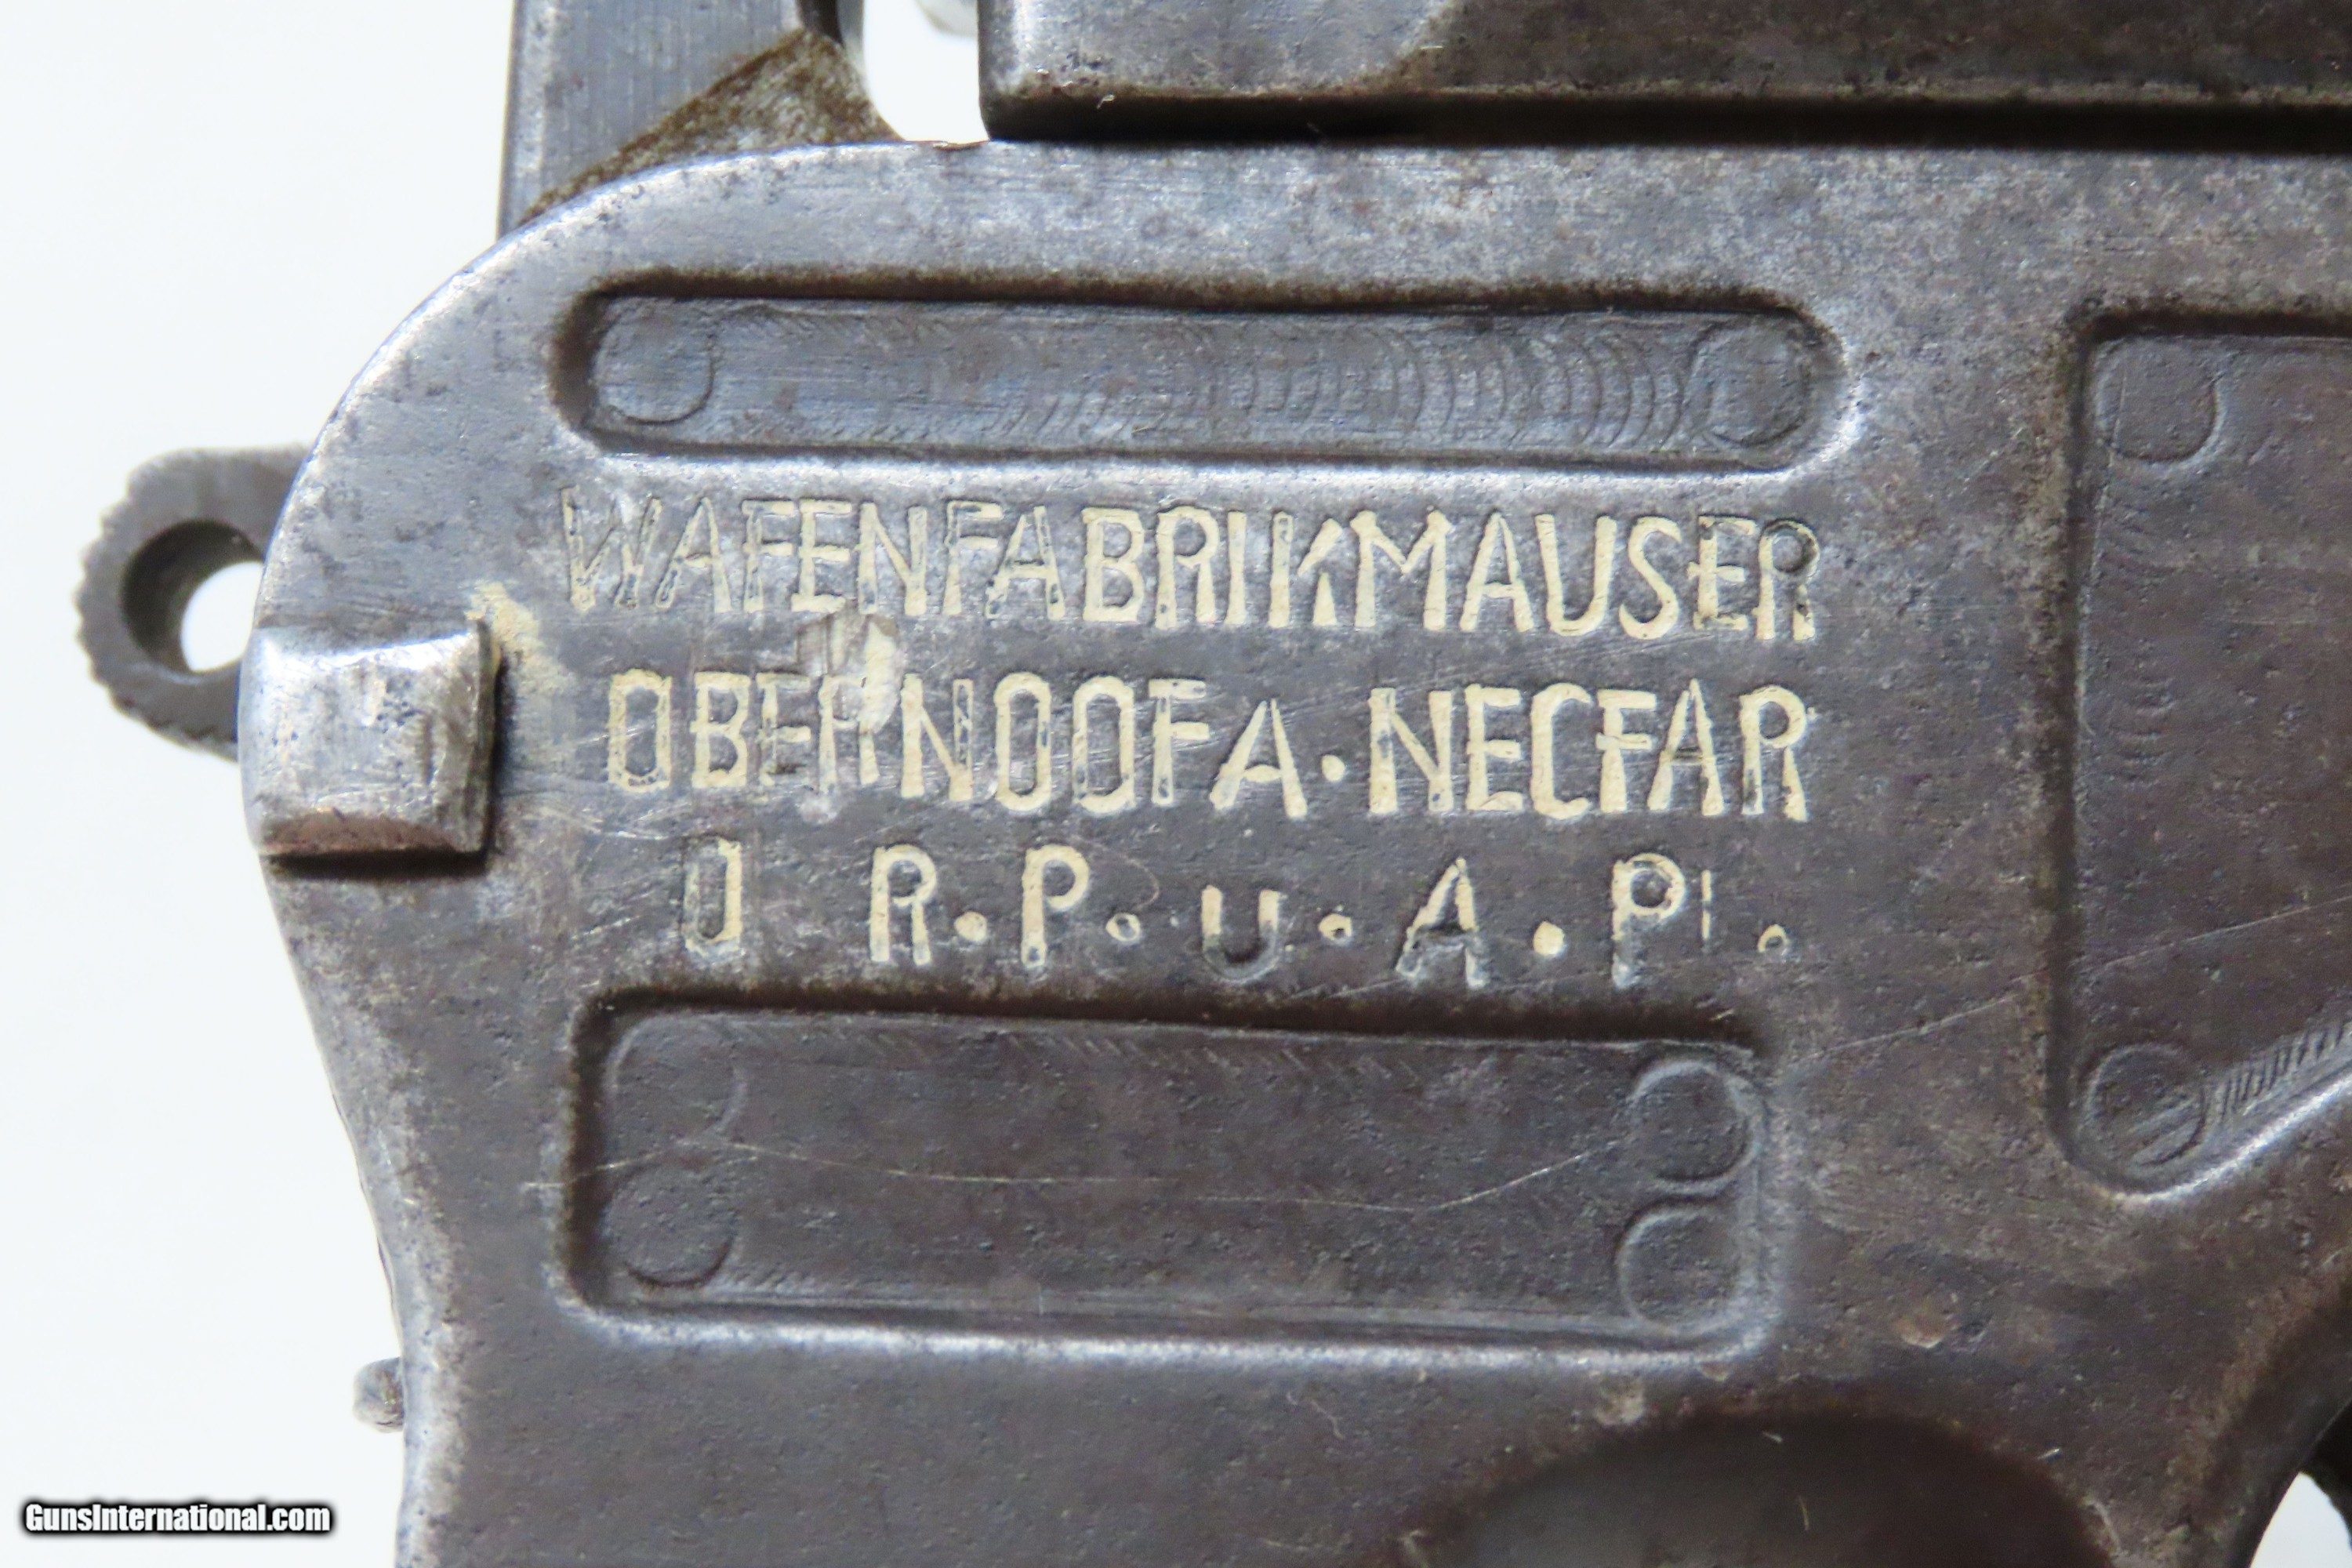 WAFENFABRIKMAUSER
OBERNOOFA·NECFAR
D R·P·U·A·P ·
GunsInternational.com